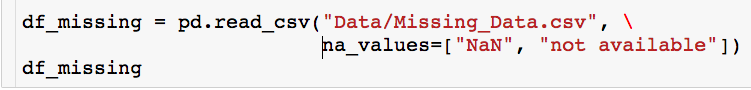 df_missing = pd.read_csv("Data/Missing_Data.csv", \
na_values=["NaN", "not available"])
df_missing